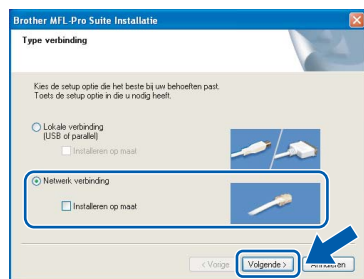 Brother MFL-Pro Suite Installatie
Type verbinding
Kies de setup optie die het beste bij uw behoeften past.
Toets de setup optie in die u nodig heeft.
Lokale verbinding
(USB of parallel)
Installeren op maat
Netwerk verbinding
Installeren op maat
< Vorige
Volgende >
Annuleren